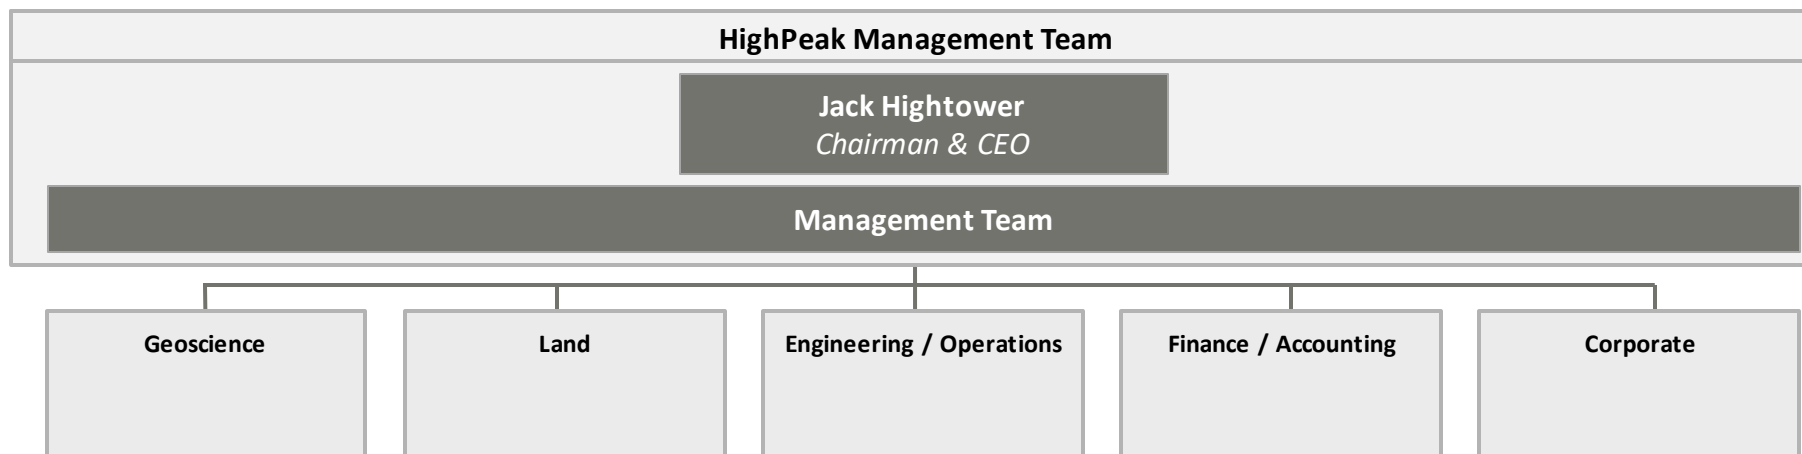 HighPeak Management Team
Jack Hightower
Chairman & CEO
Management Team
Geoscience
Land
Engineering / Operations
Finance / Accounting
Corporate